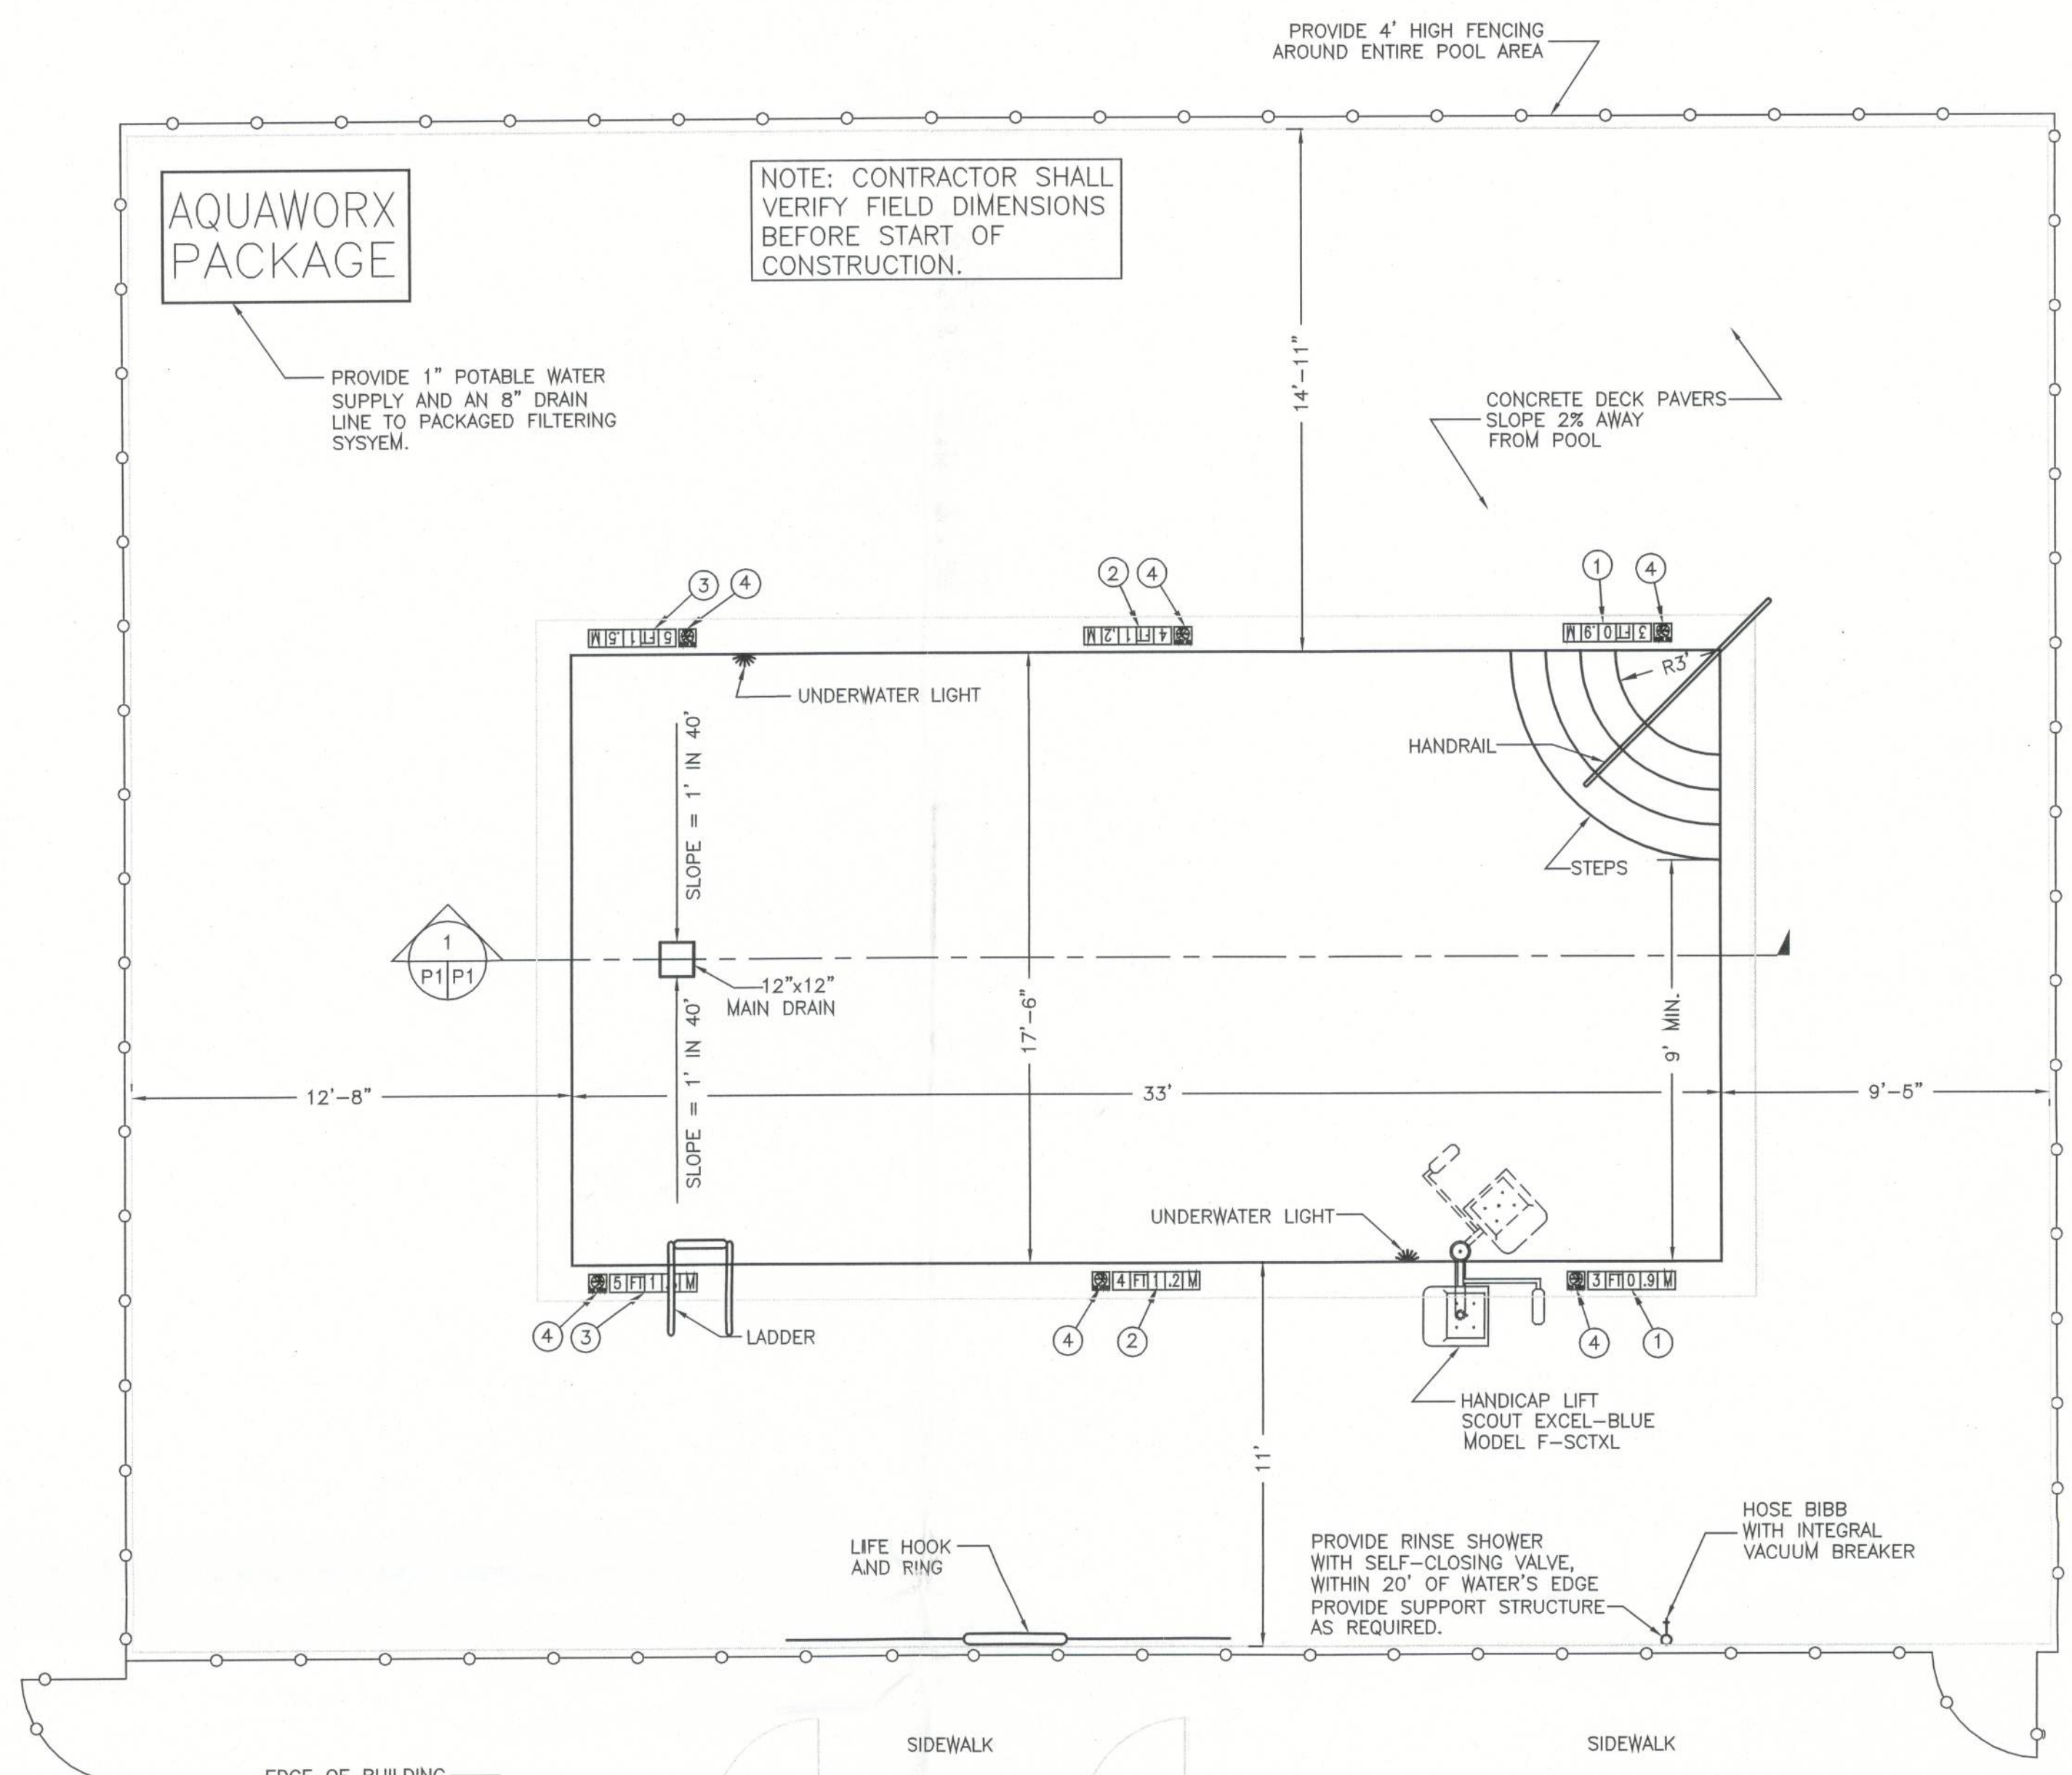 PROVIDE 4' HIGH FENCING
AROUND ENTIRE POOL AREA
AQUAWORX
PACKAGE
NOTE: CONTRACTOR SHALL
VERIFY FIELD DIMENSIONS
BEFORE START OF
CONSTRUCTION.
14'-11"
PROVIDE 1" POTABLE WATER
SUPPLY AND AN 8" DRAIN
LINE TO PACKAGED FILTERING
SYSYEM.
CONCRETE DECK PAVERS
SLOPE 2% AWAY
FROM POOL
3 4
2 4
1 4
5 FT 1 .5 M
4 FT 1 .2 M
3 FT 0 .9 M
R3'
UNDERWATER LIGHT
SLOPE = 1' IN 40'
HANDRAIL
STEPS
1
P1 P1
12"x12"
MAIN DRAIN
SLOPE = 1' IN 40'
17'-6"
9' MIN.
12'-8"
33'
9'-5"
UNDERWATER LIGHT
5 FT 1 M
4 FT 1 .2 M
3 FT 0 .9 M
4 3
LADDER
4 2
4 1
HANDICAP LIFT
SCOUT EXCEL-BLUE
MODEL F-SCTXL
11'
LIFE HOOK
AND RING
PROVIDE RINSE SHOWER
WITH SELF-CLOSING VALVE,
WITHIN 20' OF WATER'S EDGE
PROVIDE SUPPORT STRUCTURE
AS REQUIRED.
HOSE BIBB
WITH INTEGRAL
VACUUM BREAKER
SIDEWALK
SIDEWALK
EDGE OF BUILDING